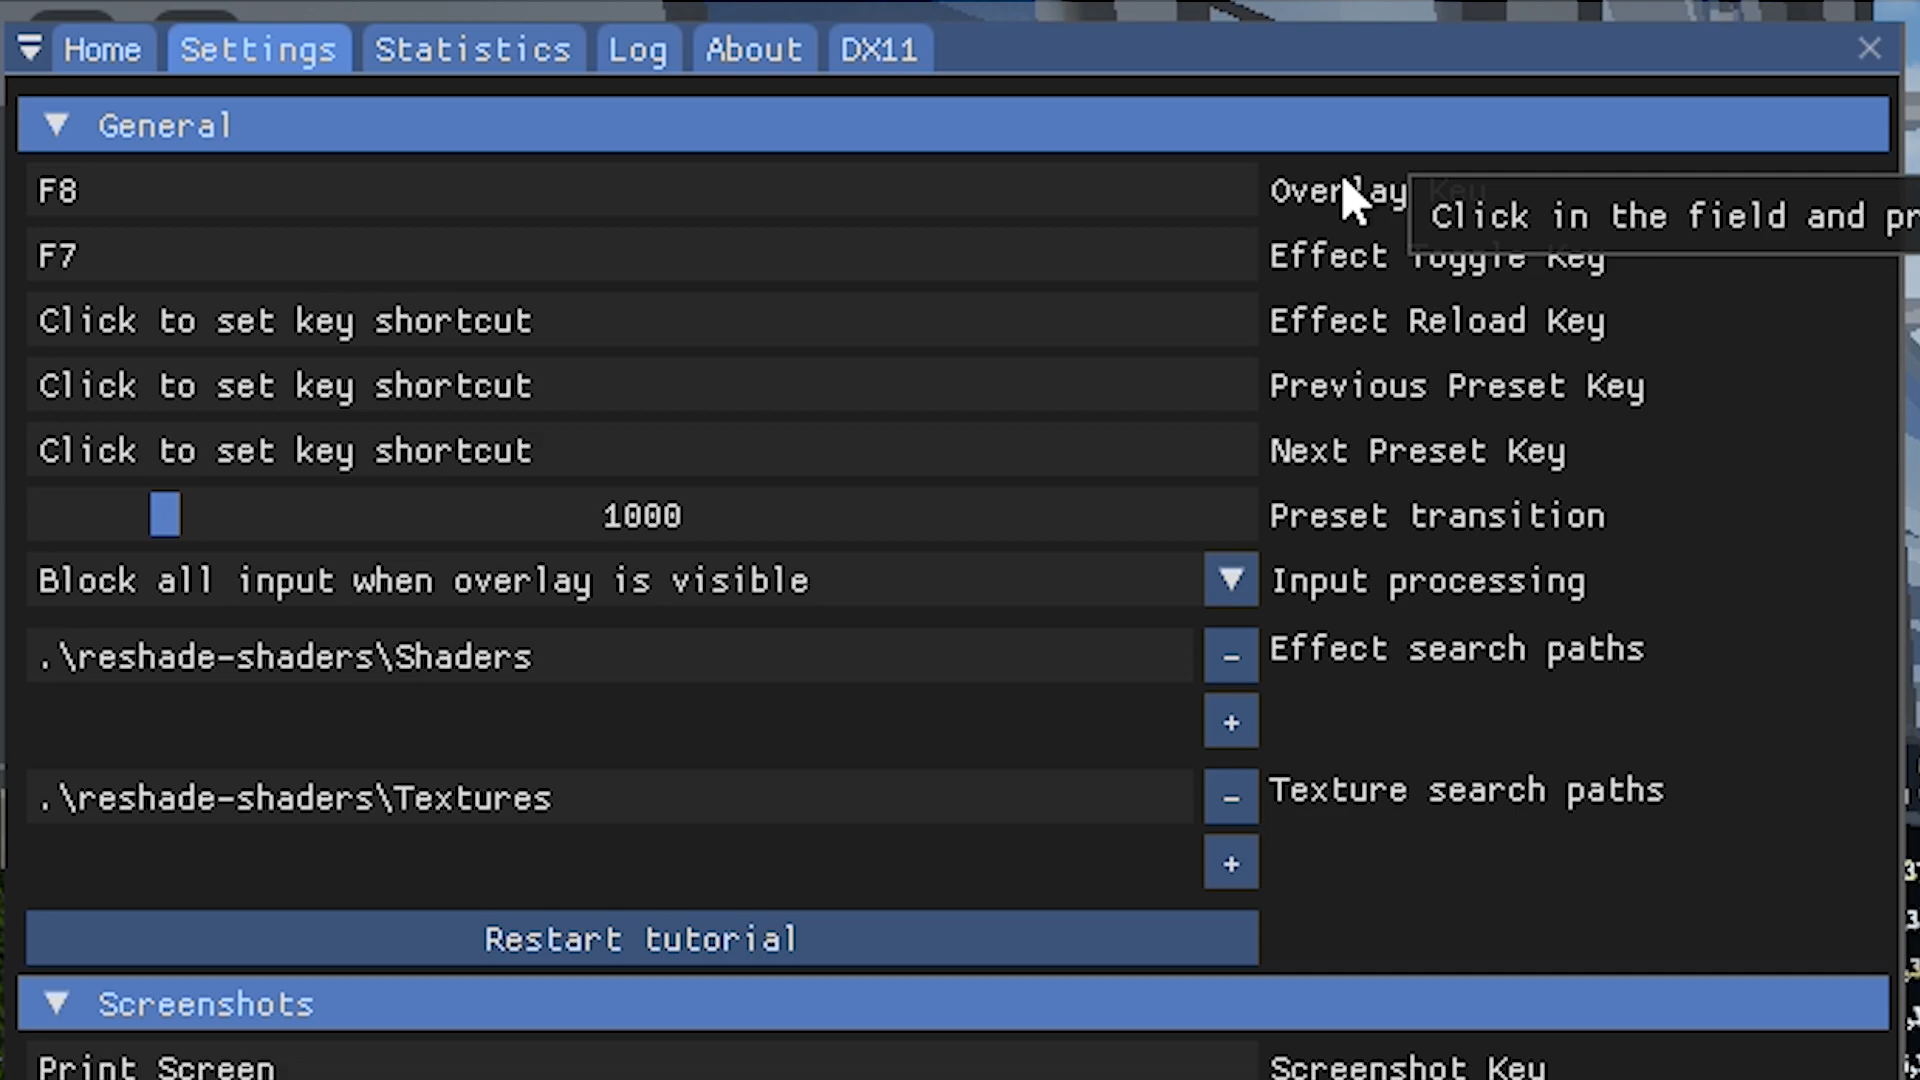 Home Settings Statistics Log About DX11
General
F8 Overlay Key
Click in the field and
F7 Effect Toggle Key
Click to set key shortcut Effect Reload Key
Click to set key shortcut Previous Preset Key
Click to set key shortcut Next Preset Key
1000 Preset transition
Block all input when overlay is visible Input processing
.\reshade-shaders\Shaders - Effect search paths
+
.\reshade-shaders\Textures - Texture search paths
+
Restart tutorial
Screenshots
Print Screen Screenshot Key